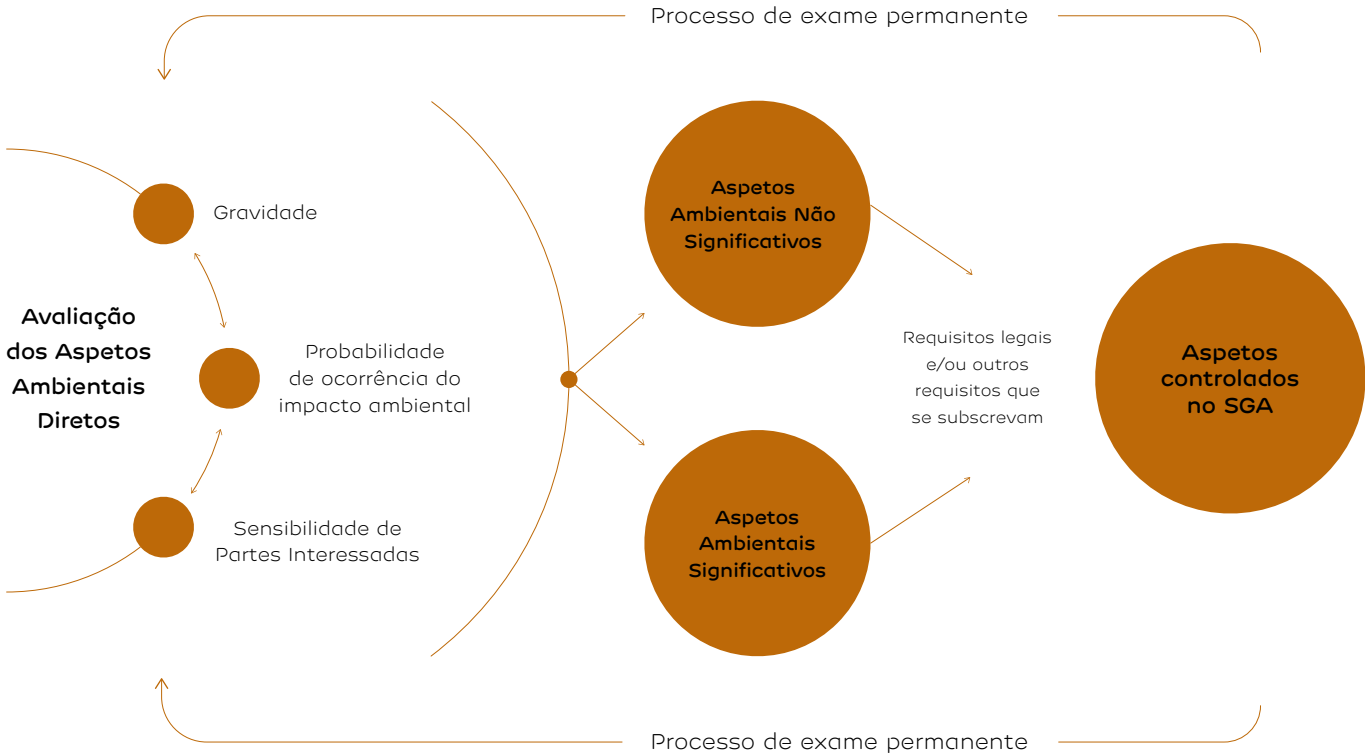 Processo de exame permanente
Avaliação
dos Aspetos
Ambientais
Diretos
Gravidade
Probabilidade
de ocorrência do
impacto ambiental
Sensibilidade de
Partes Interessadas
Aspetos
Ambientais Não
Significativos
Aspetos
Ambientais
Significativos
Requisitos legais
e/ou outros
requisitos que
se subscrevam
Aspetos
controlados
no SGA
Processo de exame permanente